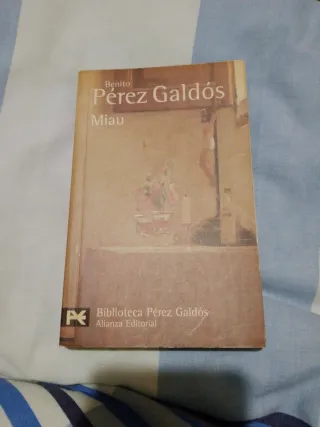 Benito
Pérez Galdós
Miau
Biblioteca Pérez Galdós
Alianza Editorial